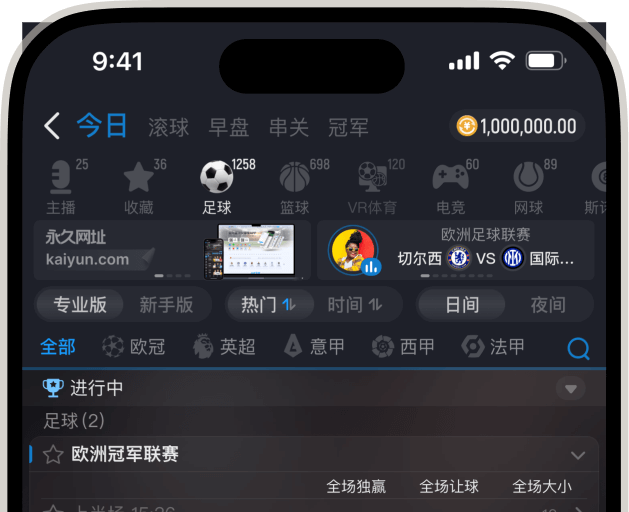 9:41
今日 滚球 早盘 串关 冠军 1,000,000.00
25 36 1258 698 120 60 89
主播 收藏 足球 篮球 VR体育 电竞 网球
永久网址
kaiyun.com
欧洲足球联赛
切尔西 VS 国际...
专业版 新手版 热门 时间 日间 夜间
全部 欧冠 英超 意甲 西甲 法甲
进行中
足球(2)
欧洲冠军联赛
全场独赢 全场让球 全场大小
上半场 15:26